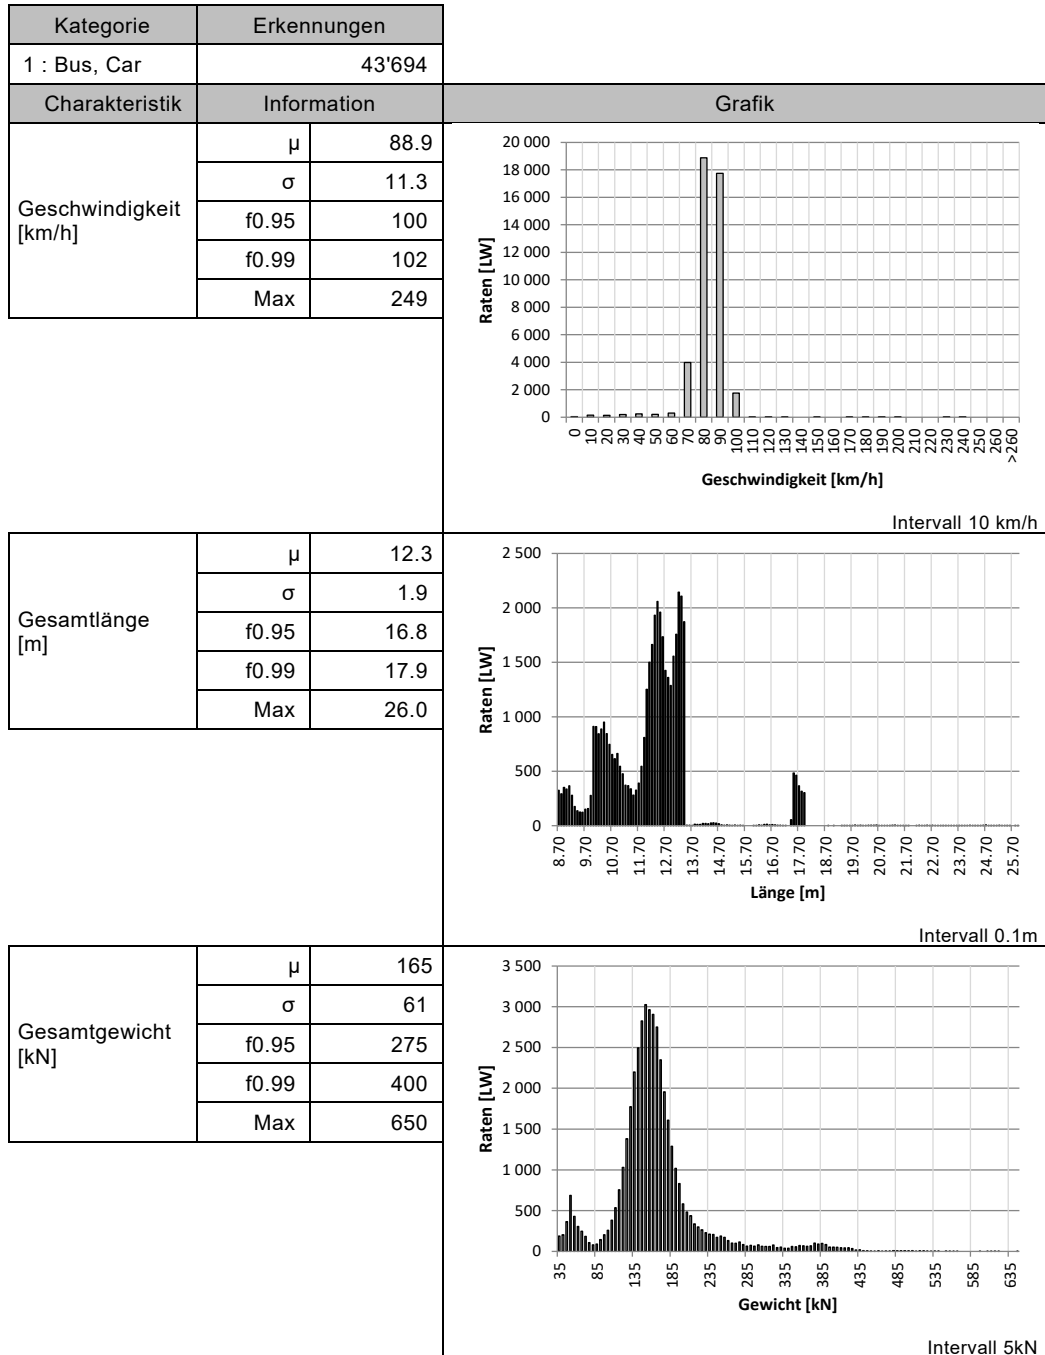 Kategorie Erkennungen
1 : Bus, Car 43'694
Charakteristik Information Grafik
Geschwindigkeit
[km/h]
µ 88.9
σ 11.3
f0.95 100
f0.99 102
Max 249
Raten [LW]
20 000
18 000
16 000
14 000
12 000
10 000
8 000
6 000
4 000
2 000
0
0 10 20 30 40 50 60 70 80 90 100 110 120 130 140 150 160 170 180 190 200 210 220 230 240 250 260 >260
Geschwindigkeit [km/h]
Intervall 10 km/h
Gesamtlänge
[m]
µ 12.3
σ 1.9
f0.95 16.8
f0.99 17.9
Max 26.0
Raten [LW]
2 500
2 000
1 500
1 000
500
0
8.70 9.70 10.70 11.70 12.70 13.70 14.70 15.70 16.70 17.70 18.70 19.70 20.70 21.70 22.70 23.70 24.70 25.70
Länge [m]
Intervall 0.1m
Gesamtgewicht
[kN]
µ 165
σ 61
f0.95 275
f0.99 400
Max 650
Raten [LW]
3 500
3 000
2 500
2 000
1 500
1 000
500
0
35 85 135 185 235 285 335 385 435 485 535 585 635
Gewicht [kN]
Intervall 5kN